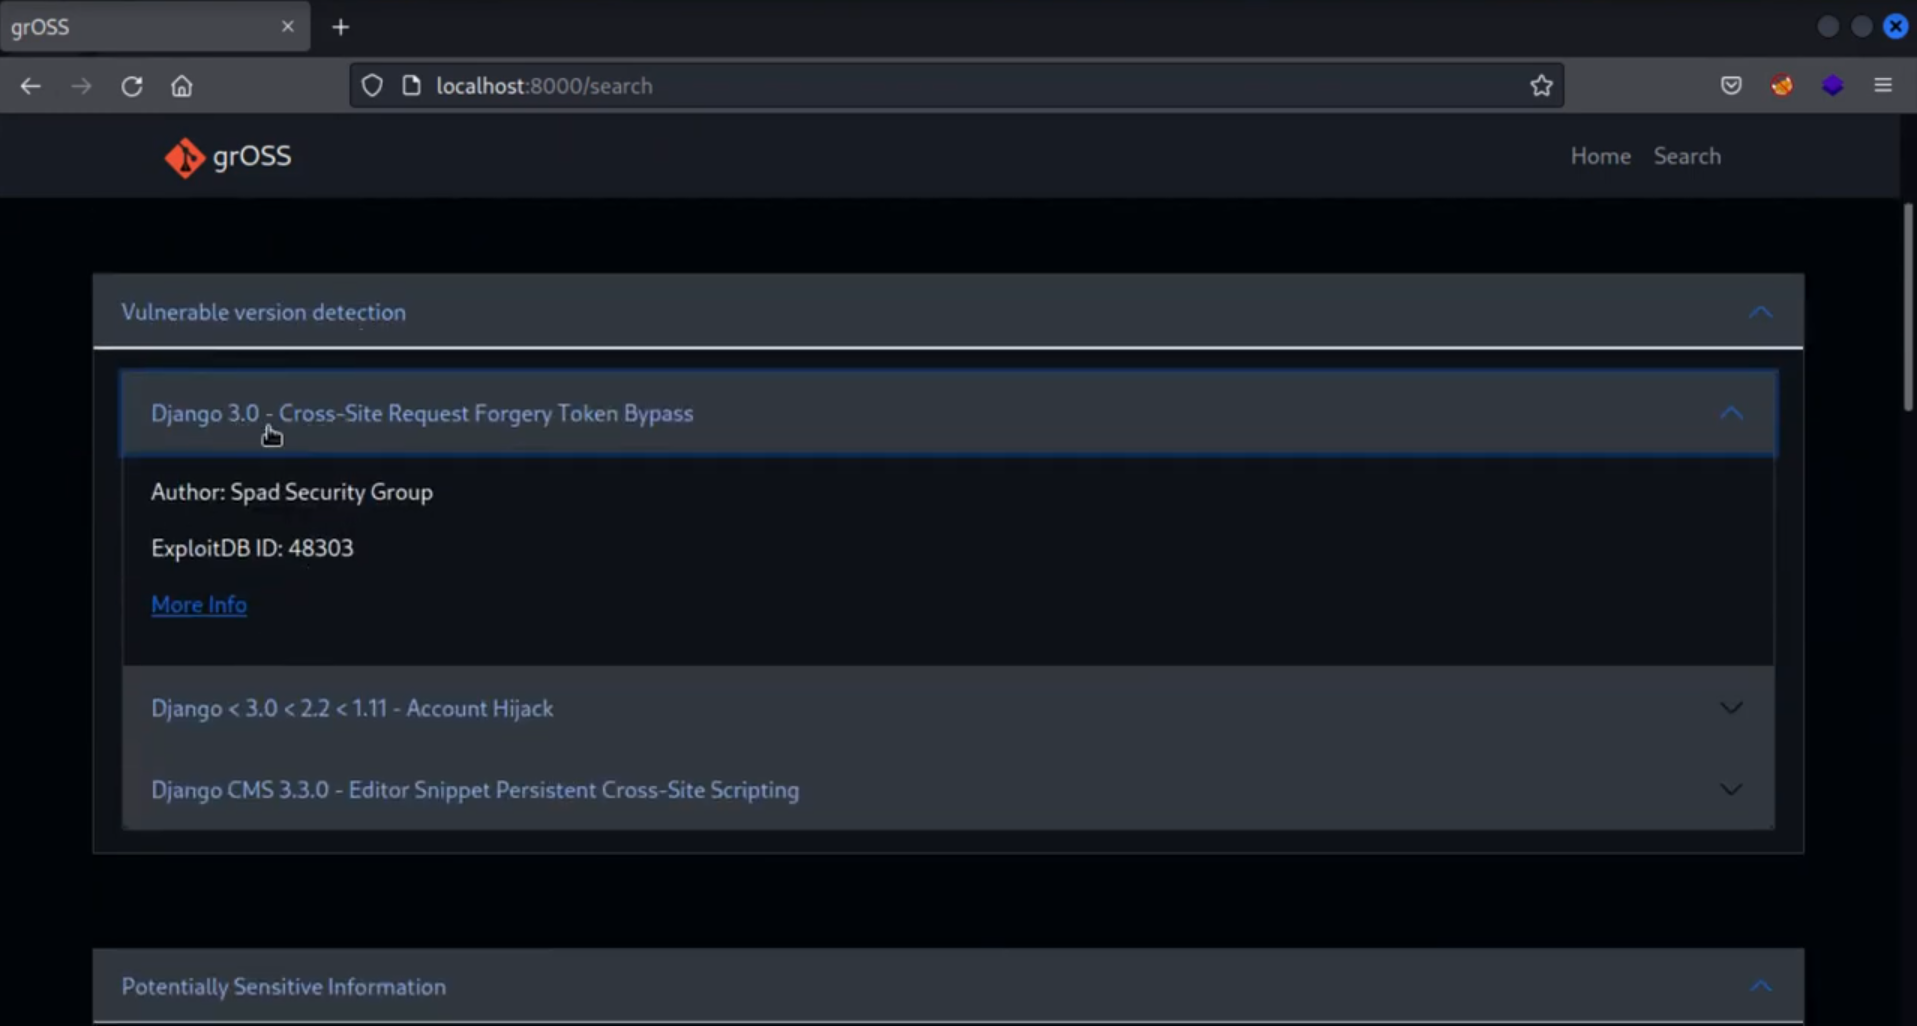 grOSS
localhost:8000/search
grOSS
Home Search
Vulnerable version detection
Django 3.0 - Cross-Site Request Forgery Token Bypass
Author: Spad Security Group
ExploitDB ID: 48303
More Info
Django < 3.0 < 2.2 < 1.11 - Account Hijack
Django CMS 3.3.0 - Editor Snippet Persistent Cross-Site Scripting
Potentially Sensitive Information